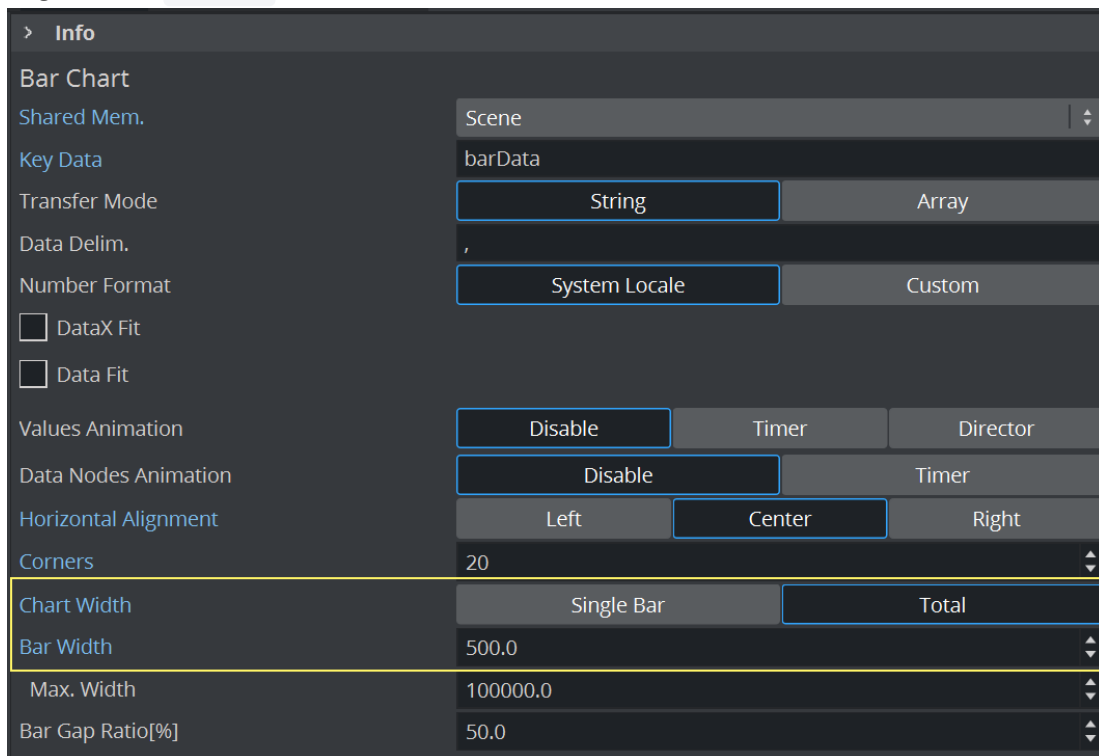 Info
Bar Chart
Shared Mem. Scene
Key Data barData
Transfer Mode String Array
Data Delim. ,
Number Format System Locale Custom
DataX Fit
Data Fit
Values Animation Disable Timer Director
Data Nodes Animation Disable Timer
Horizontal Alignment Left Center Right
Corners 20
Chart Width Single Bar Total
Bar Width 500.0
Max. Width 100000.0
Bar Gap Ratio[%] 50.0